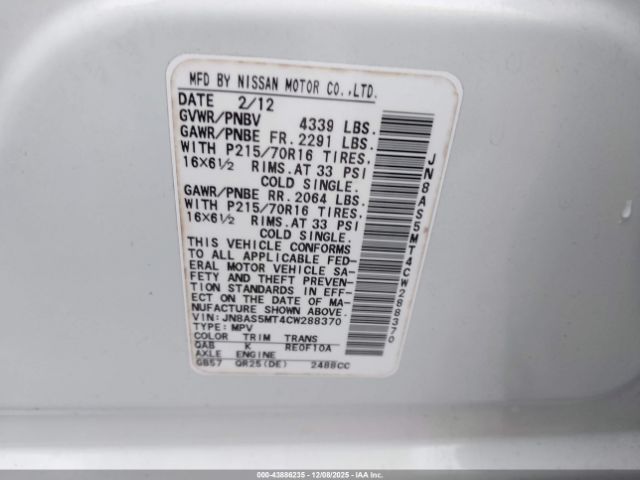 MFD BY NISSAN MOTOR CO.,LTD.
DATE 2/12
GVWR/PNBV 4339 LBS.
GAWR/PNBE FR. 2291 LBS.
WITH P215/70R16 TIRES,
16X6½ RIMS.AT 33 PSI
COLD SINGLE.
GAWR/PNBE RR. 2064 LBS.
WITH P215/70R16 TIRES,
16X6½ RIMS.AT 33 PSI
COLD SINGLE.
THIS VEHICLE CONFORMS
TO ALL APPLICABLE FED-
ERAL MOTOR VEHICLE SA-
FETY AND THEFT PREVEN-
TION STANDARDS IN EFF-
ECT ON THE DATE OF MA-
NUFACTURE SHOWN ABOVE.
VIN: JN8AS5MT4CW288370
TYPE: MPV
COLOR TRIM TRANS
QAB K RE0F10A
AXLE ENGINE
GB57 QR25(DE) 2488CC
JN8AS5MT4CW288370
000-43886235 - 12/08/2025 - IAAI.COM